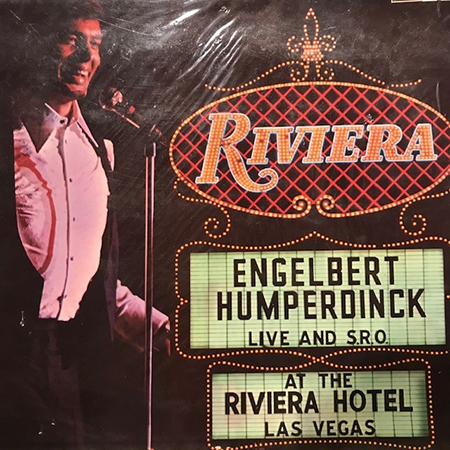 RIVIERA
ENGELBERT
HUMPERDINCK
LIVE AND S.R.O.
AT THE
RIVIERA HOTEL
LAS VEGAS